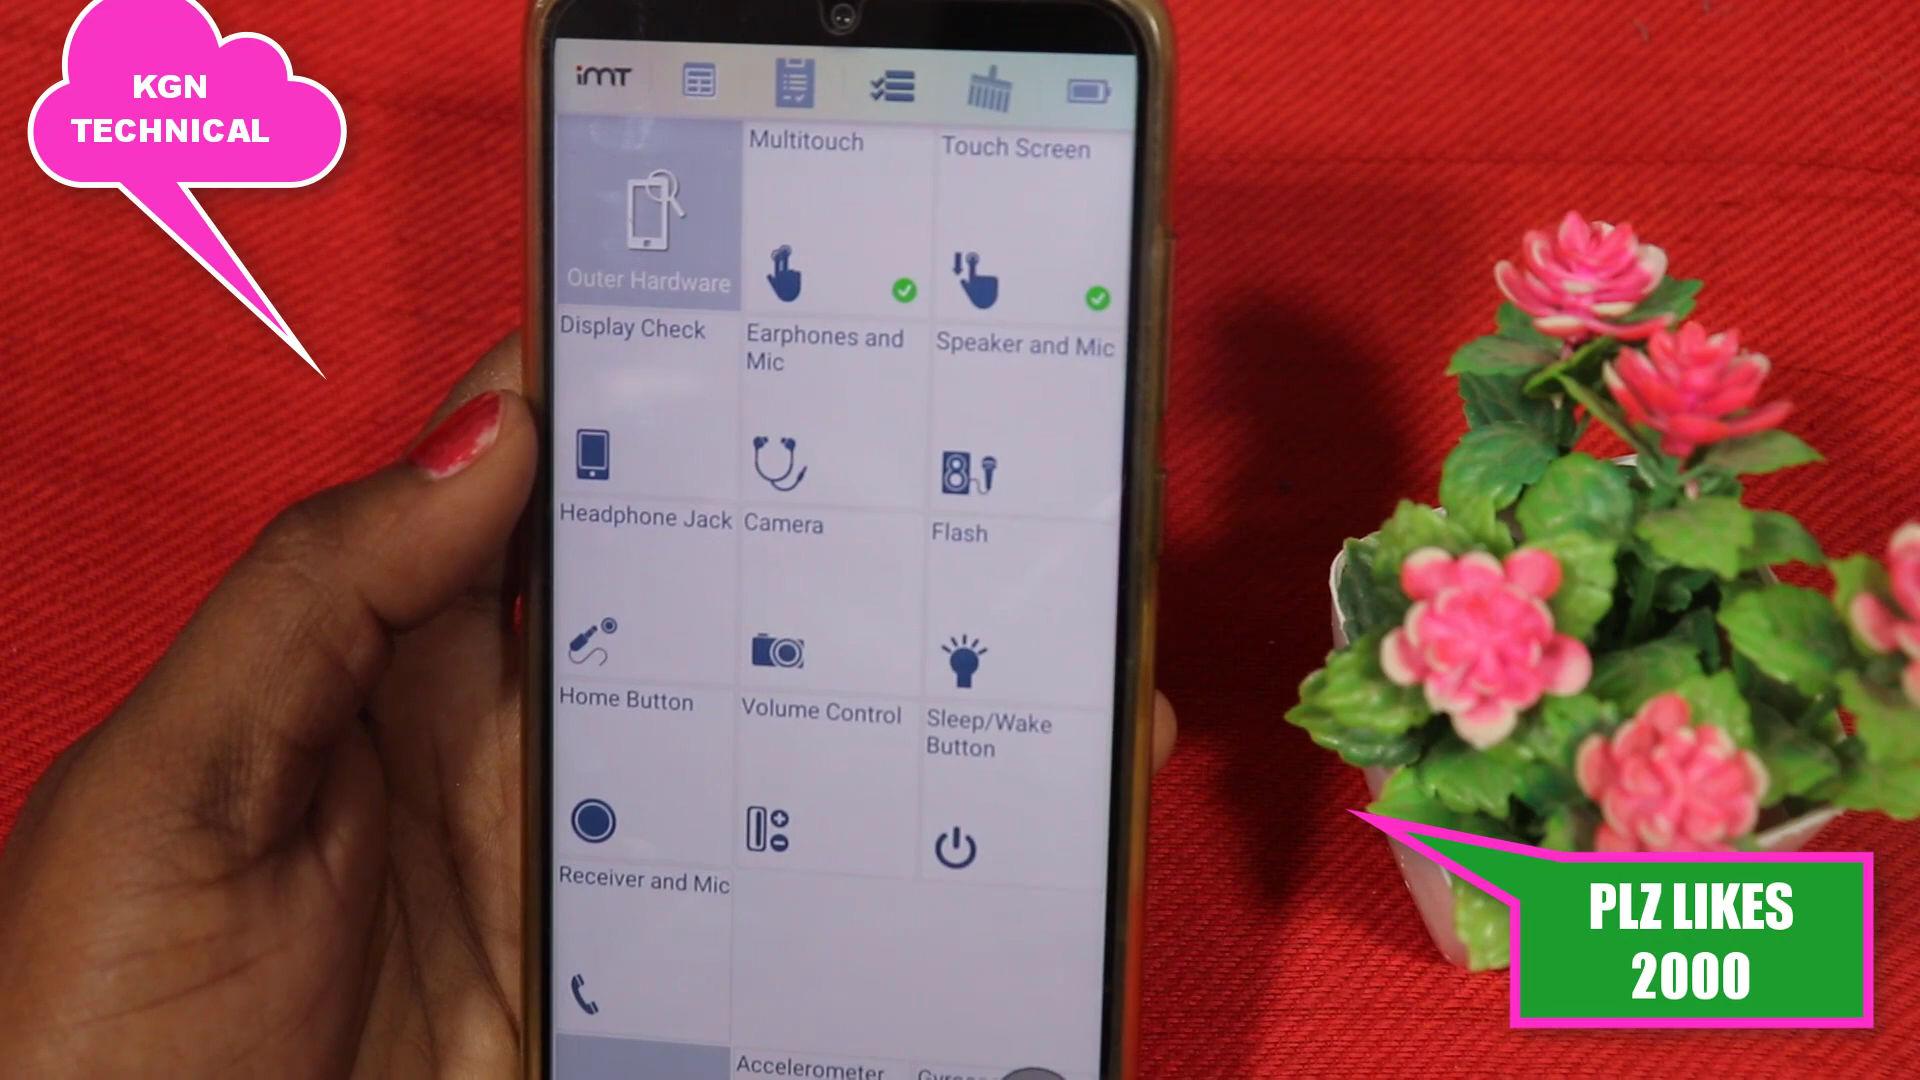 KGN
TECHNICAL
iMT
Multitouch
Touch Screen
Outer Hardware
Display Check
Earphones and
Mic
Speaker and Mic
Headphone Jack
Camera
Flash
Home Button
Volume Control
Sleep/Wake
Button
Receiver and Mic
Accelerometer
PLZ LIKES
2000